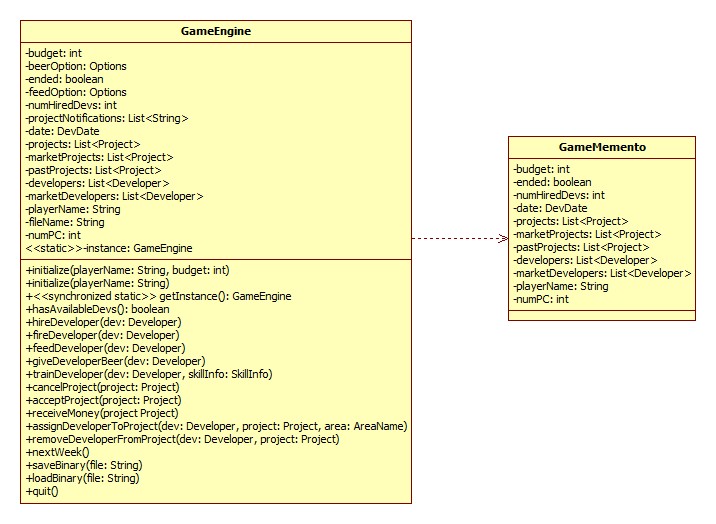 GameEngine
-budget: int
-beerOption: Options
-ended: boolean
-feedOption: Options
-numHiredDevs: int
-projectNotifications: List<String>
-date: DevDate
-projects: List<Project>
-marketProjects: List<Project>
-pastProjects: List<Project>
-developers: List<Developer>
-marketDevelopers: List<Developer>
-playerName: String
-fileName: String
-numPC: int
<<static>>-instance: GameEngine
+initialize(playerName: String, budget: int)
+initialize(playerName: String)
+<<synchronized static>> getInstance(): GameEngine
+hasAvailableDevs(): boolean
+hireDeveloper(dev: Developer)
+fireDeveloper(dev: Developer)
+feedDeveloper(dev: Developer)
+giveDeveloperBeer(dev: Developer)
+trainDeveloper(dev: Developer, skillInfo: SkillInfo)
+cancelProject(project: Project)
+acceptProject(project: Project)
+receiveMoney(project Project)
+assignDeveloperToProject(dev: Developer, project: Project, area: AreaName)
+removeDeveloperFromProject(dev: Developer, project: Project)
+nextWeek()
+saveBinary(file: String)
+loadBinary(file: String)
+quit()
GameMemento
-budget: int
-ended: boolean
-numHiredDevs: int
-date: DevDate
-projects: List<Project>
-marketProjects: List<Project>
-pastProjects: List<Project>
-developers: List<Developer>
-marketDevelopers: List<Developer>
-playerName: String
-numPC: int